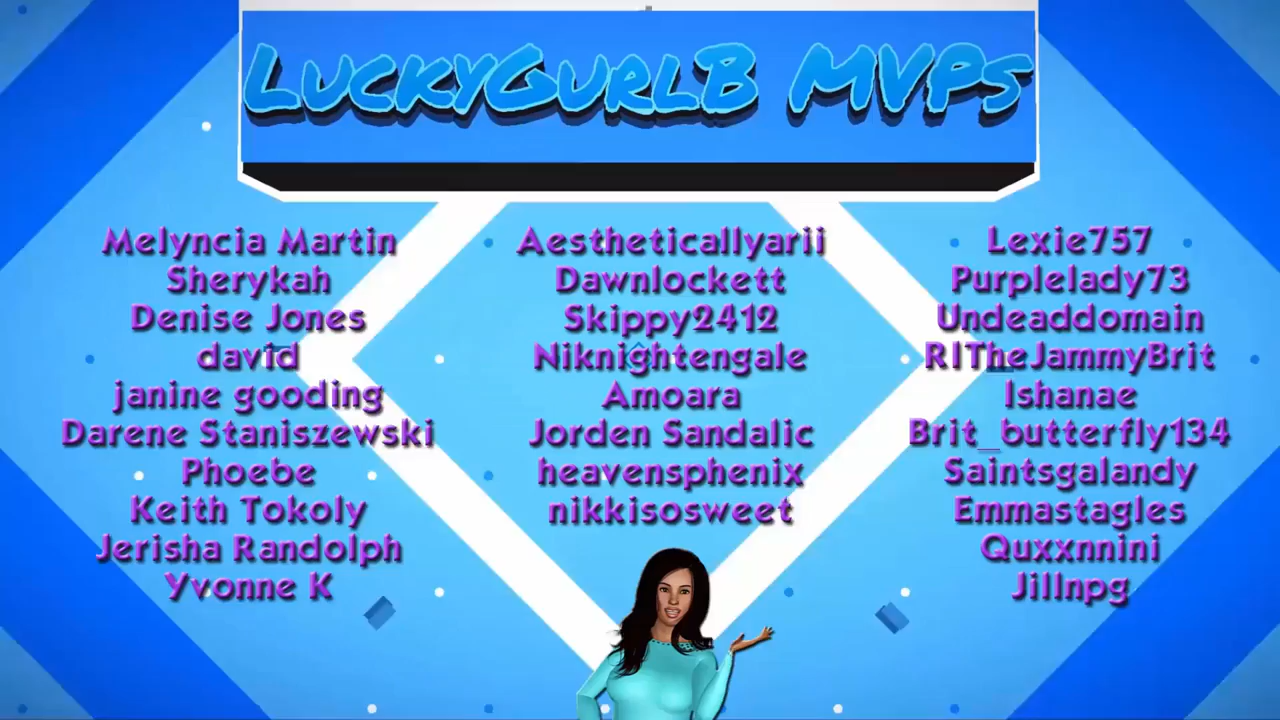 LuckyGurlB MVPs
Melyncia Martin
Sherykah
Denise Jones
david
janine gooding
Darene Staniszewski
Phoebe
Keith Tokoly
Jerisha Randolph
Yvonne K
Aestheticallyarii
Dawnlockett
Skippy2412
Niknightengale
Amoara
Jorden Sandalic
heavensphenix
nikkisosweet
Lexie757
Purplelady73
Undeaddomain
RITheJammyBrit
Ishanae
Brit_butterfly134
Saintsgalandy
Emmastagles
Quxxnnini
Jillnpg